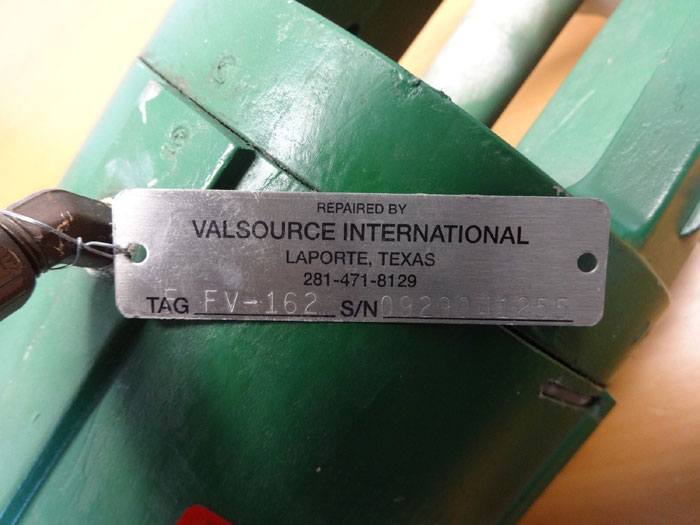 REPAIRED BY
VALSOURCE INTERNATIONAL
LAPORTE, TEXAS
281-471-8129
TAG F FV-162 S/N